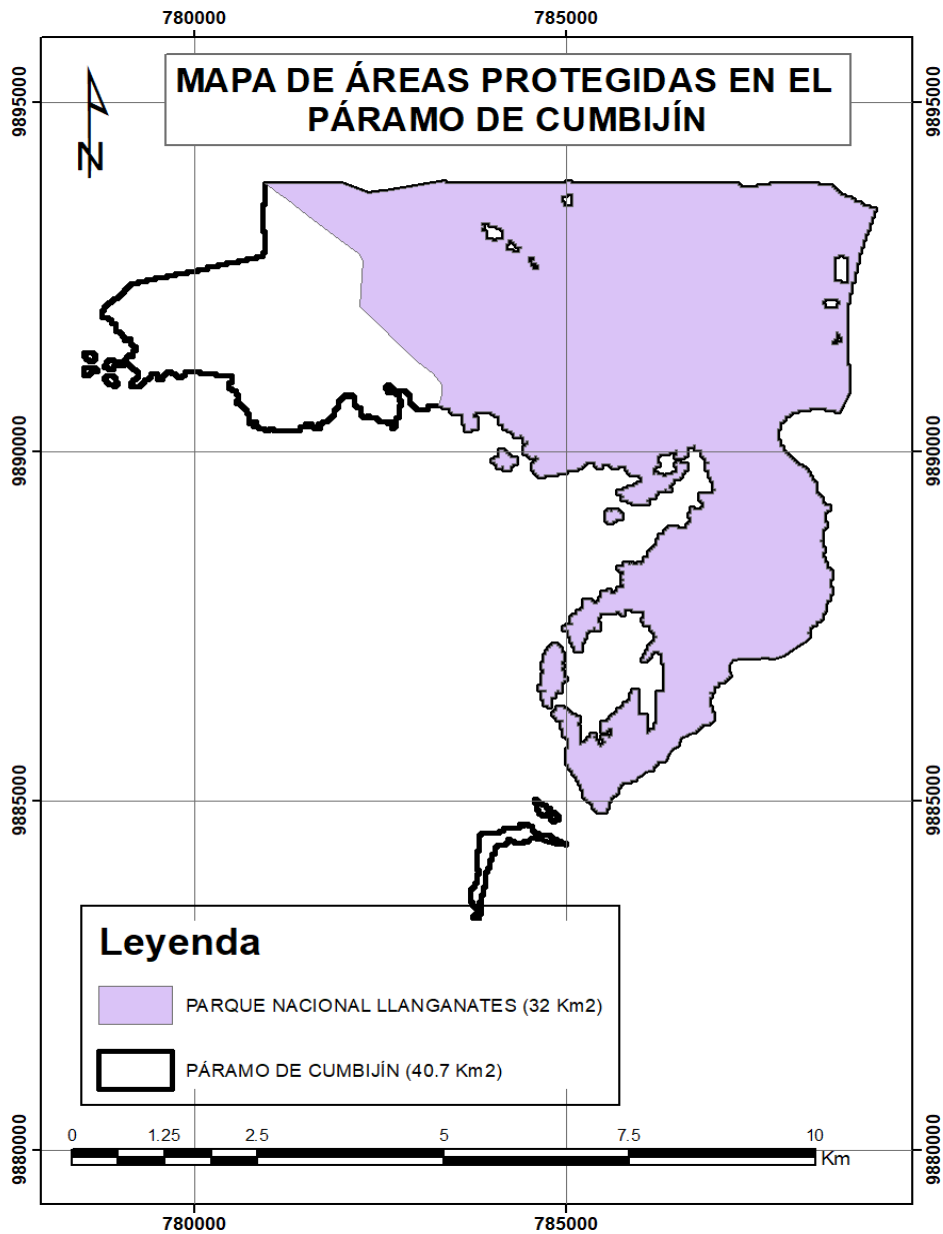 780000 785000
9895000 9895000
MAPA DE ÁREAS PROTEGIDAS EN EL
PÁRAMO DE CUMBIJÍN
N
9890000 9890000
9885000 9885000
Leyenda
PARQUE NACIONAL LLANGANATES (32 Km2)
PÁRAMO DE CUMBIJÍN (40.7 Km2)
0 1.25 2.5 5 7.5 10
Km
9880000 9880000
780000 785000